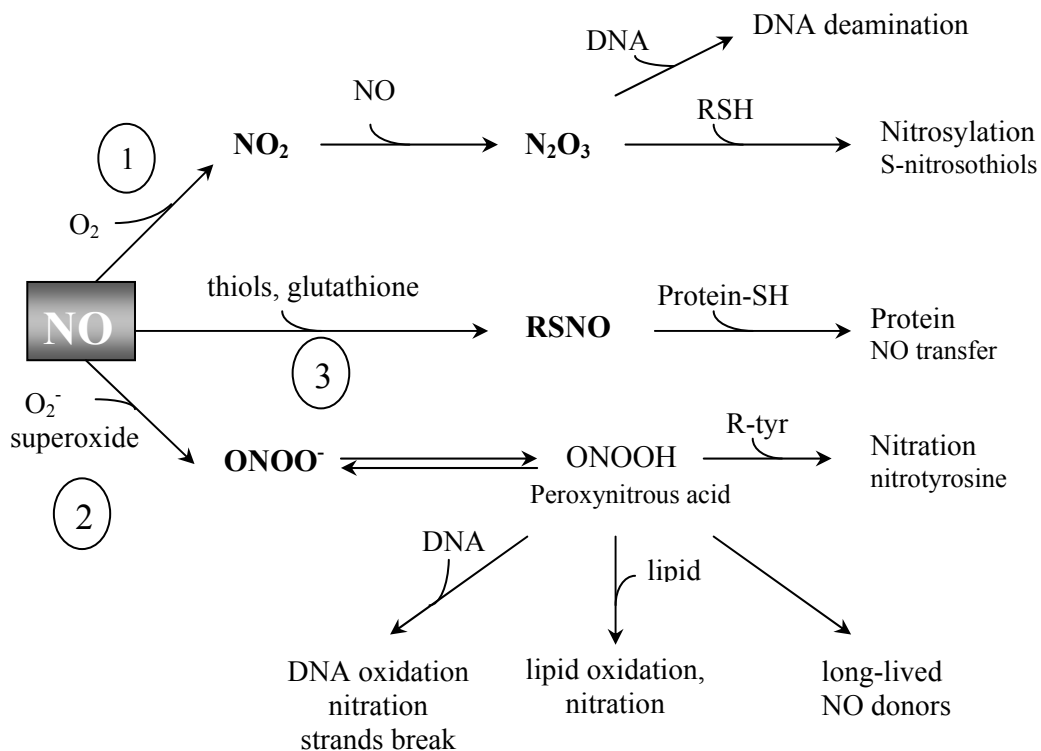 DNA deamination
DNA
NO
RSH
1
NO₂
N₂O₃
Nitrosylation
S-nitrosothiols
O₂
thiols, glutathione
Protein-SH
NO
RSNO
Protein
NO transfer
3
O₂⁻
superoxide
R-tyr
ONOO⁻
ONOOH
Nitration
nitrotyrosine
Peroxynitrous acid
2
DNA
lipid
DNA oxidation
nitration
strands break
lipid oxidation,
nitration
long-lived
NO donors